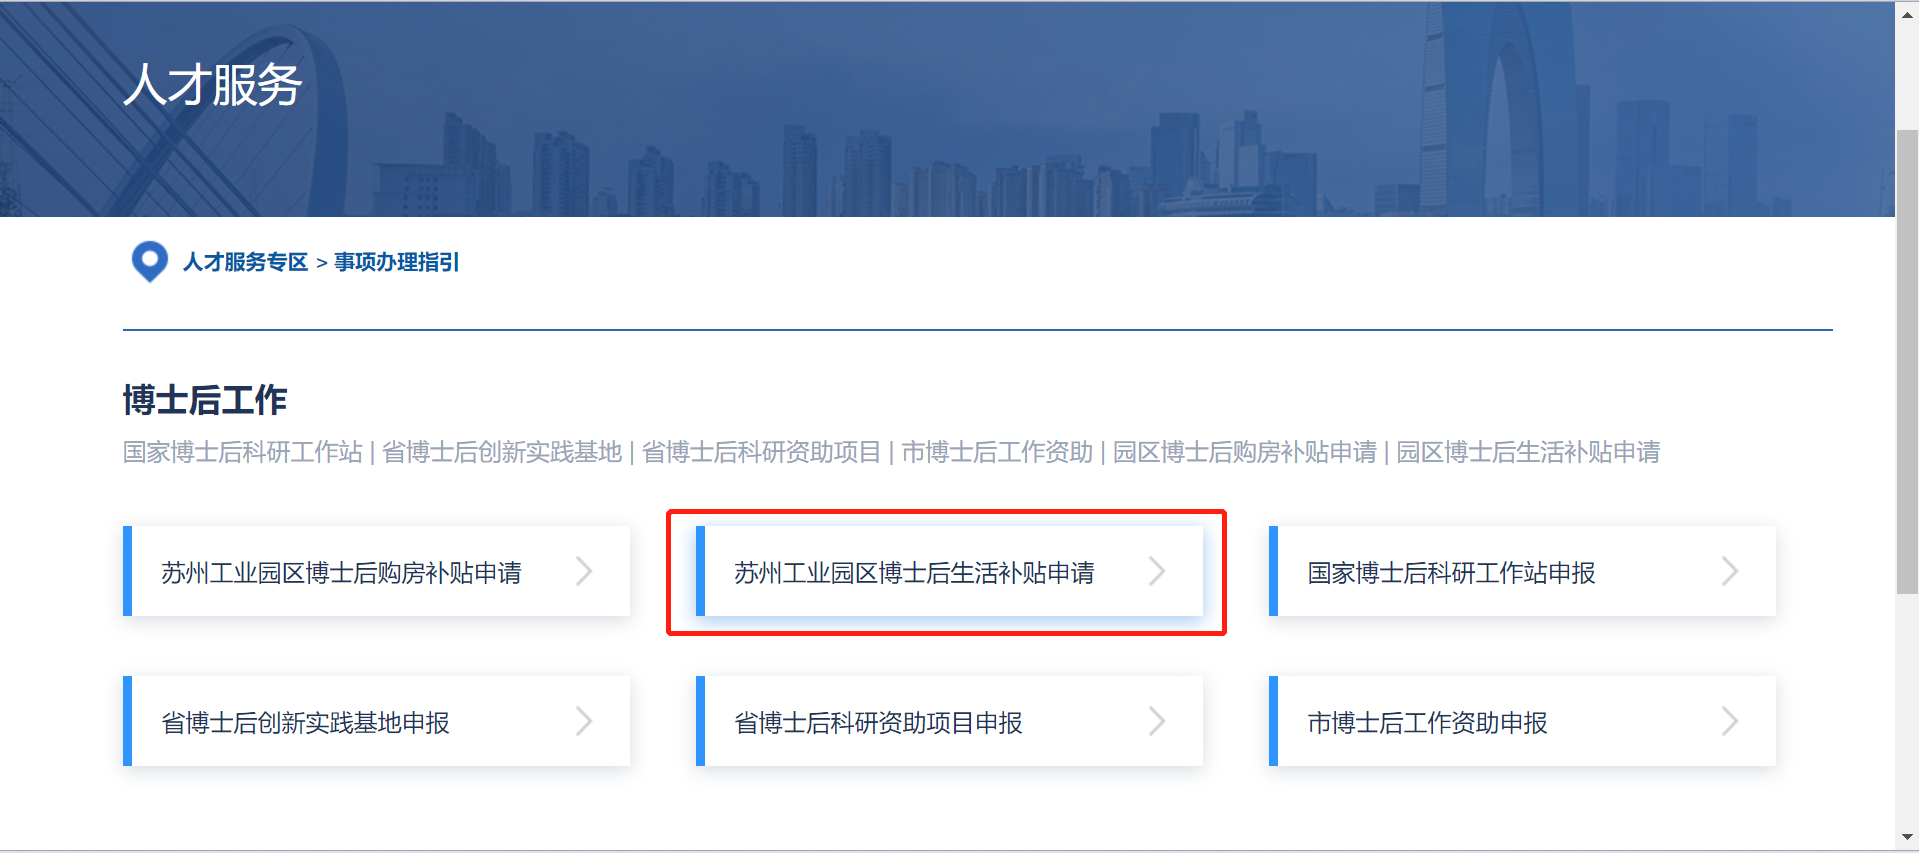 人才服务
人才服务专区 > 事项办理指引
博士后工作
国家博士后科研工作站 | 省博士后创新实践基地 | 省博士后科研资助项目 | 市博士后工作资助 | 园区博士后购房补贴申请 | 园区博士后生活补贴申请
苏州工业园区博士后购房补贴申请
苏州工业园区博士后生活补贴申请
国家博士后科研工作站申报
省博士后创新实践基地申报
省博士后科研资助项目申报
市博士后工作资助申报